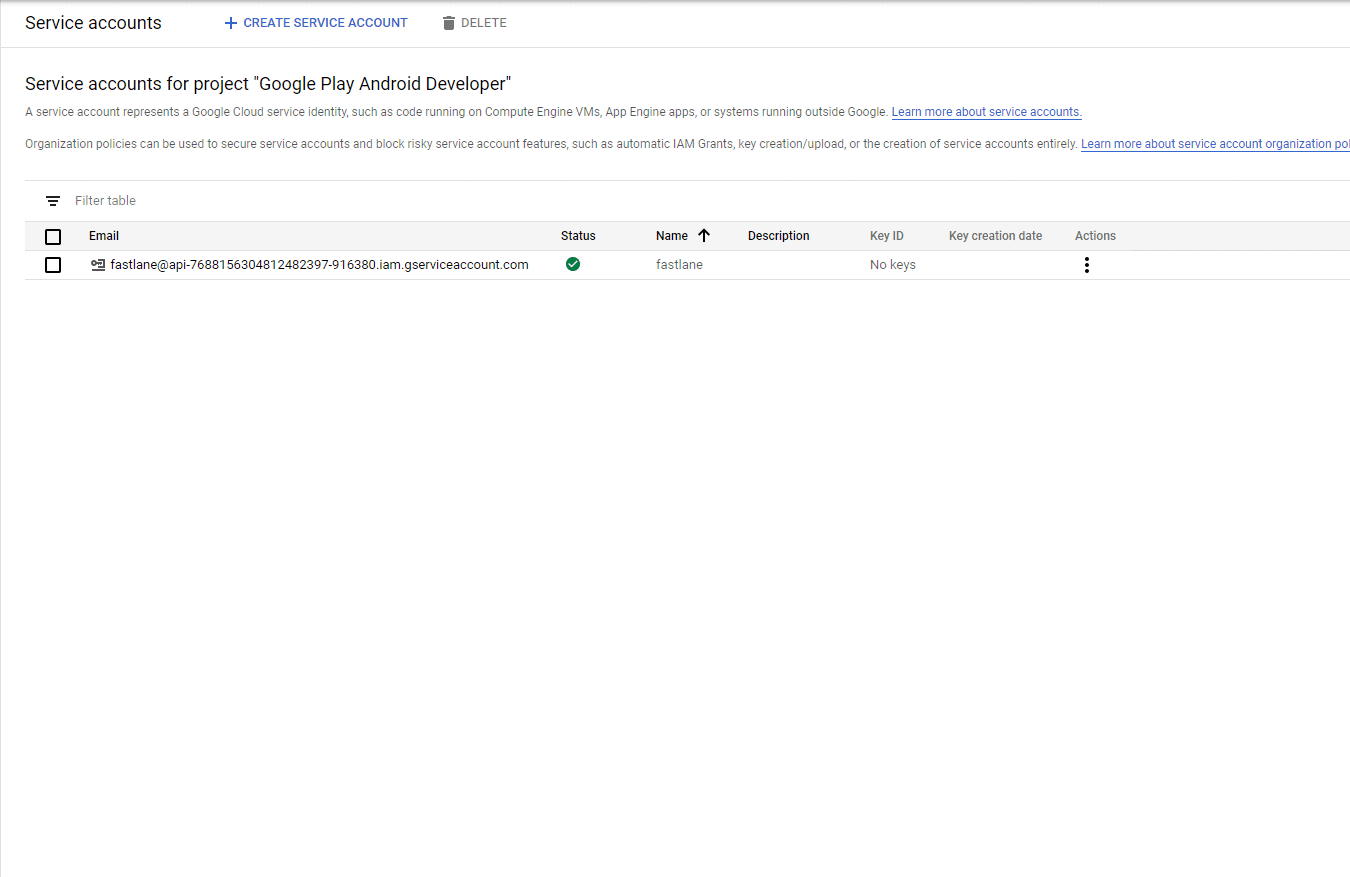 Service accounts CREATE SERVICE ACCOUNT DELETE
Service accounts for project "Google Play Android Developer"
A service account represents a Google Cloud service identity, such as code running on Compute Engine VMs, App Engine apps, or systems running outside Google. Learn more about service accounts.
Organization policies can be used to secure service accounts and block risky service account features, such as automatic IAM Grants, key creation/upload, or the creation of service accounts entirely. Learn more about service account organization pol
Filter table
Email Status Name Description Key ID Key creation date Actions
fastlane@api-7688156304812482397-916380.iam.gserviceaccount.com fastlane No keys